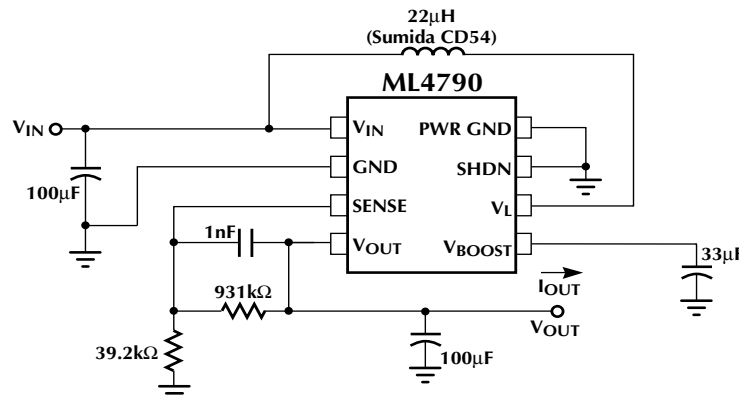 22µH
(Sumida CD54)
ML4790
VIN
VIN
PWR GND
GND
SHDN
100µF
SENSE
VL
1nF
VOUT
VBOOST
33µF
931kΩ
IOUT
VOUT
39.2kΩ
100µF